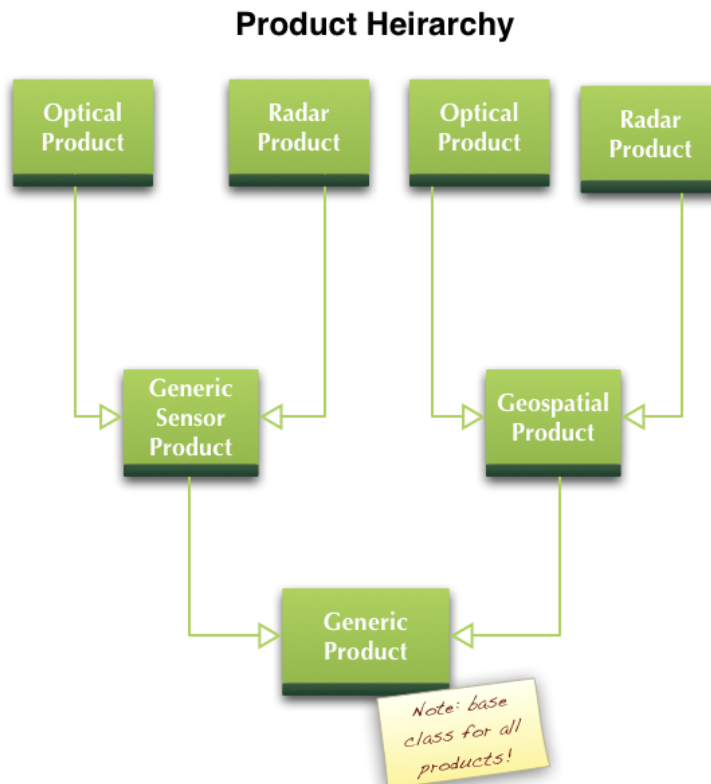 Product Heirarchy
Optical
Product
Radar
Product
Optical
Product
Radar
Product
Generic
Sensor
Product
Geospatial
Product
Generic
Product
Note: base
class for all
products!